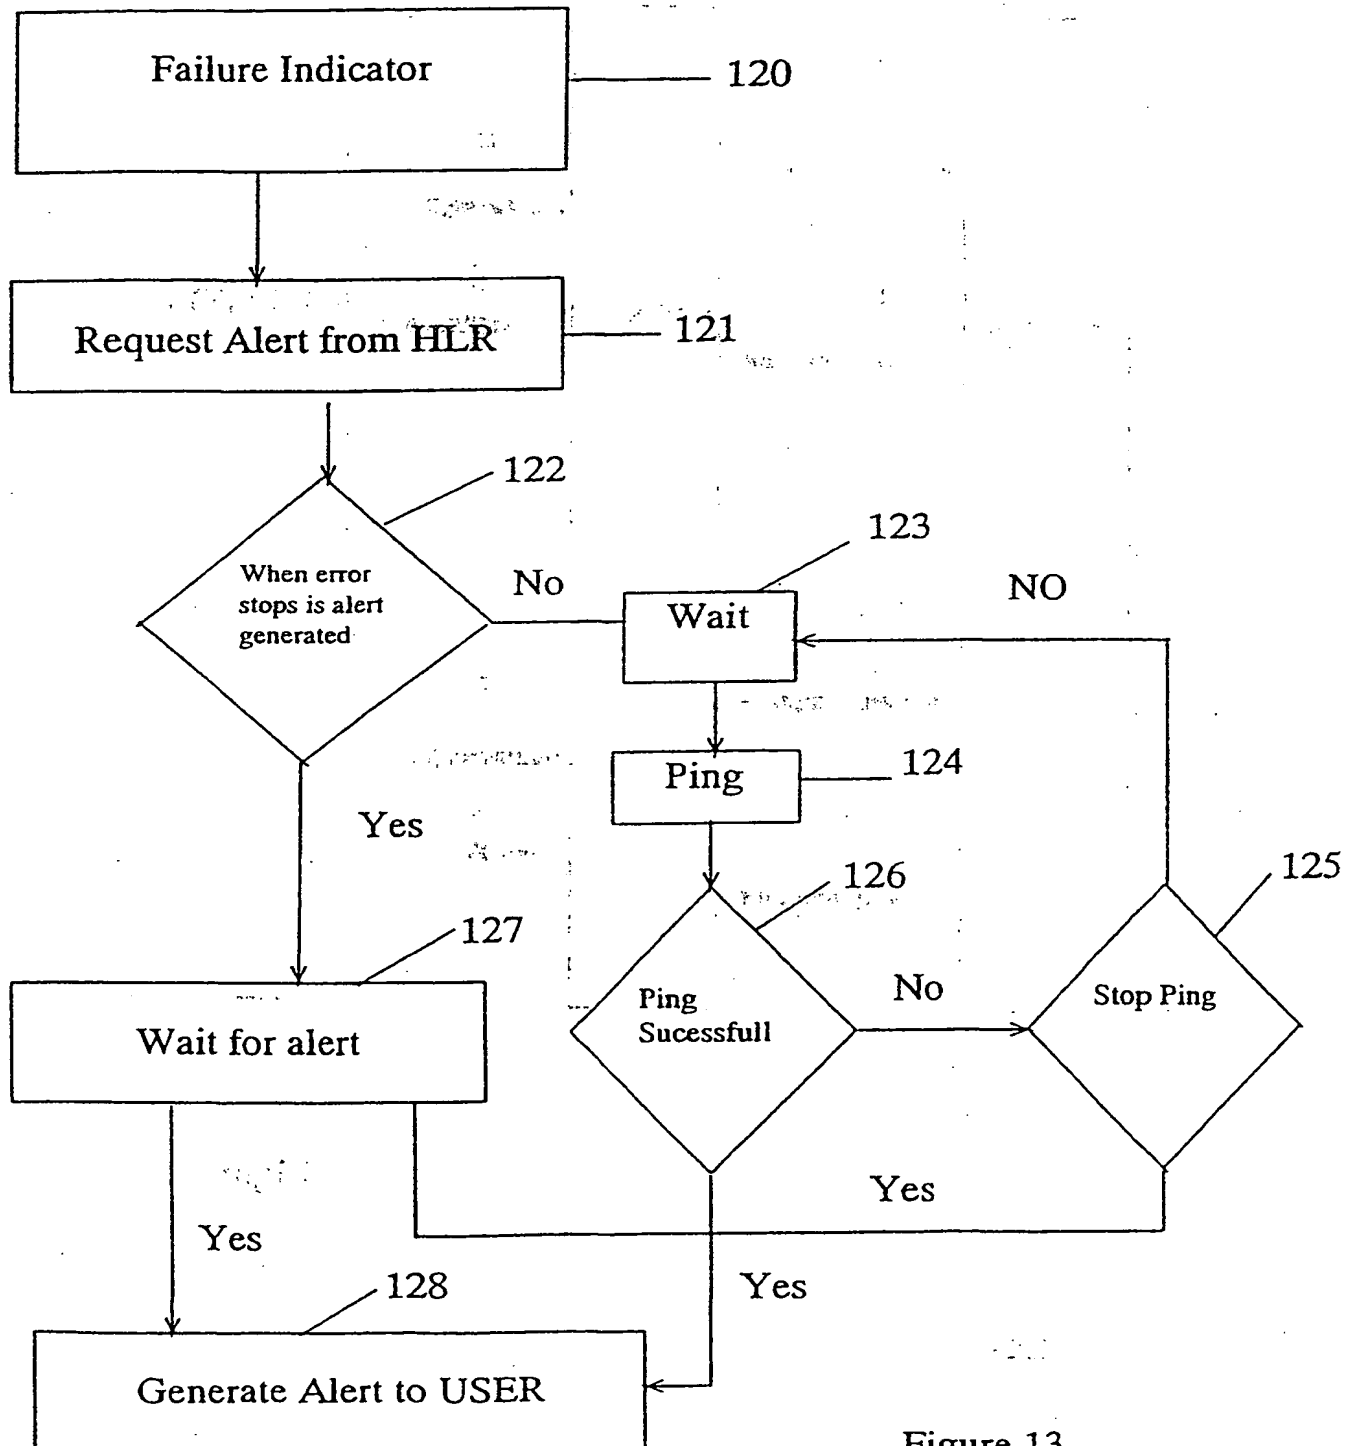 Failure Indicator
120
Request Alert from HLR
121
122
When error
stops is alert
generated
No
123
Wait
NO
Ping
124
Yes
126
125
127
Ping
Sucessfull
No
Stop Ping
Wait for alert
Yes
Yes
Yes
128
Generate Alert to USER
Figure 13